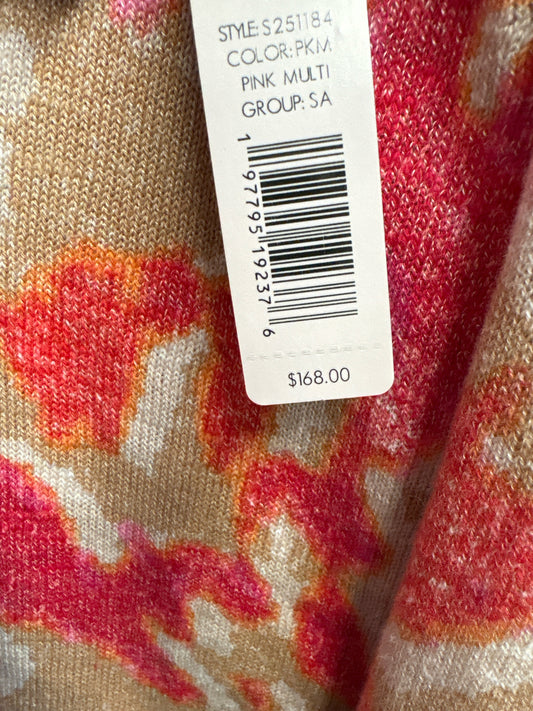 STYLE: S251184
COLOR: PKM
PINK MULTI
GROUP: SA
1 97795 19237 6
$168.00